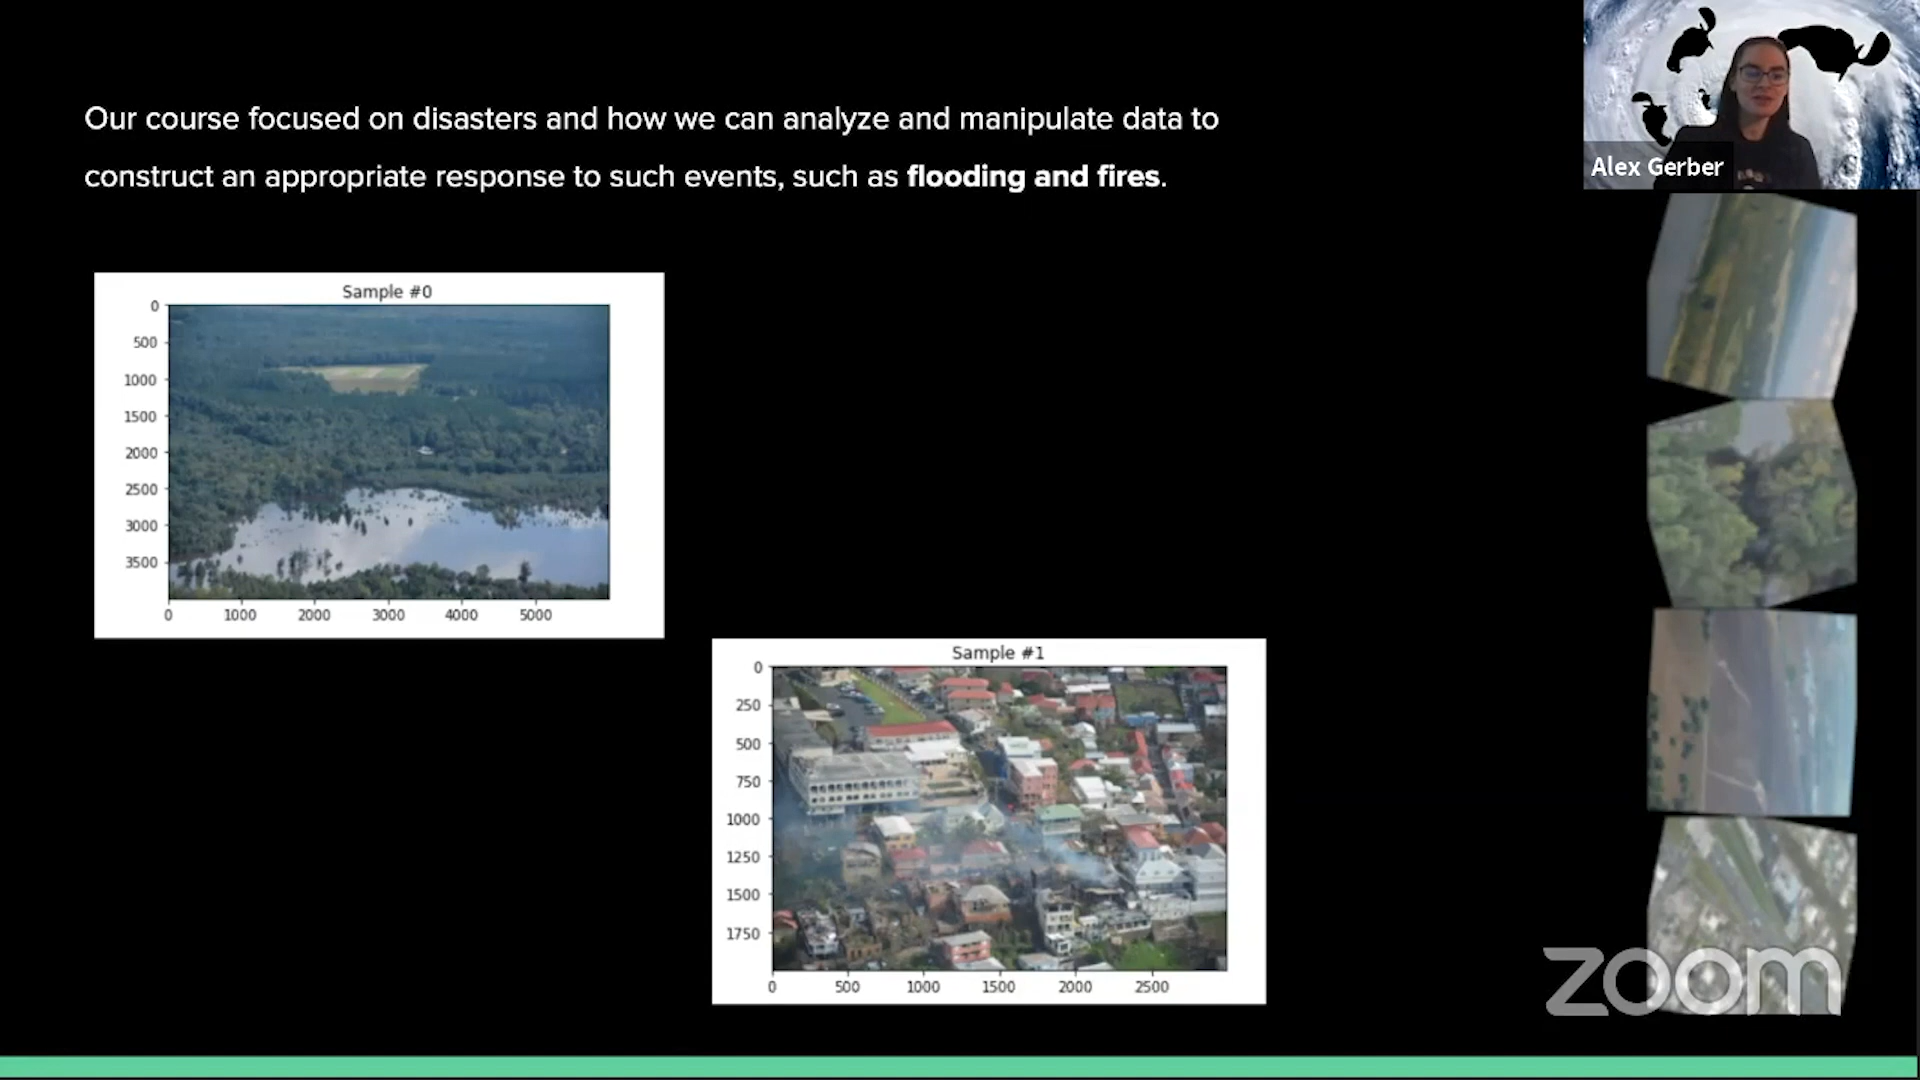 Our course focused on disasters and how we can analyze and manipulate data to
construct an appropriate response to such events, such as flooding and fires.
Alex Gerber
Sample #0
0
500
1000
1500
2000
2500
3000
3500
0 1000 2000 3000 4000 5000
Sample #1
0
250
500
750
1000
1250
1500
1750
0 500 1000 1500 2000 2500
zoom